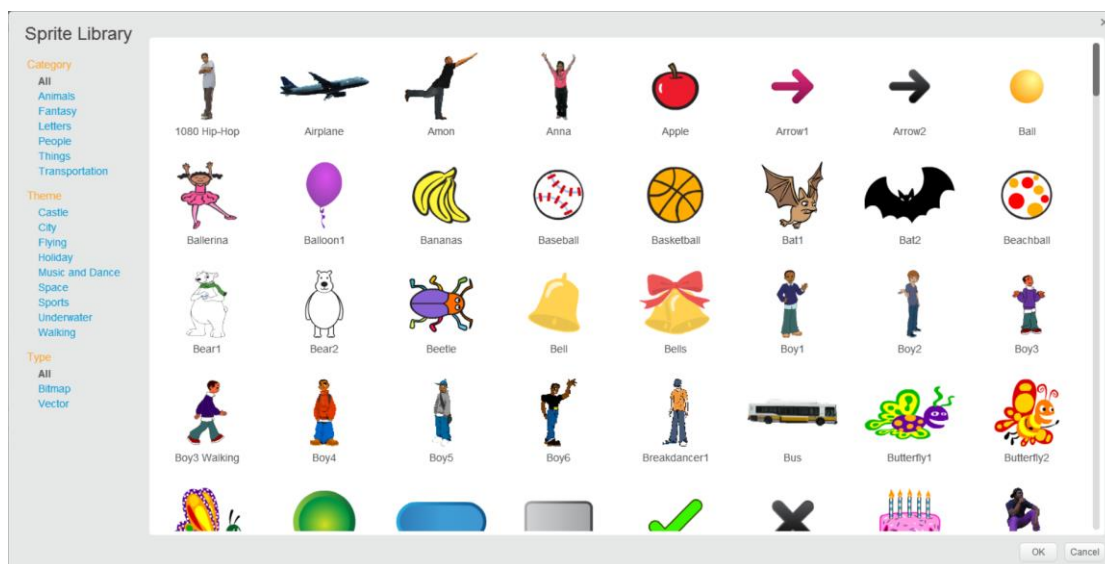 Sprite Library
Category
All
Animals
Fantasy
Letters
People
Things
Transportation
Theme
Castle
City
Flying
Holiday
Music and Dance
Space
Sports
Underwater
Walking
Type
All
Bitmap
Vector
1080 Hip-Hop Airplane Amon Anna Apple Arrow1 Arrow2 Ball
Ballerina Balloon1 Bananas Baseball Basketball Bat1 Bat2 Beachball
Bear1 Bear2 Beetle Bell Bells Boy1 Boy2 Boy3
Boy3 Walking Boy4 Boy5 Boy6 Breakdancer1 Bus Butterfly1 Butterfly2
OK Cancel